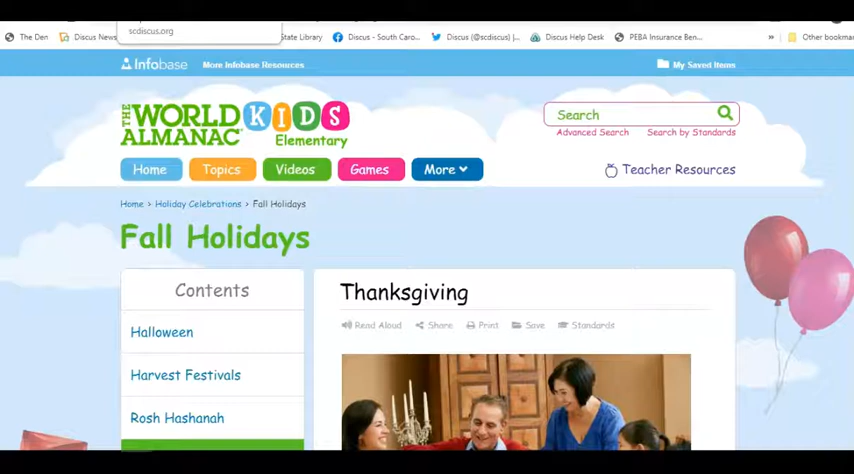 scdiscus.org
The Den
Discus News
State Library
Discus - South Caro...
Discus (@scdiscus) |...
Discus Help Desk
PEBA Insurance Ben...
»
Other bookmar
Infobase
More Infobase Resources
My Saved Items
THE WORLD ALMANAC KIDS
Elementary
Search
Advanced Search
Search by Standards
Home
Topics
Videos
Games
More
Teacher Resources
Home > Holiday Celebrations > Fall Holidays
Fall Holidays
Contents
Halloween
Harvest Festivals
Rosh Hashanah
Thanksgiving
Read Aloud
Share
Print
Save
Standards